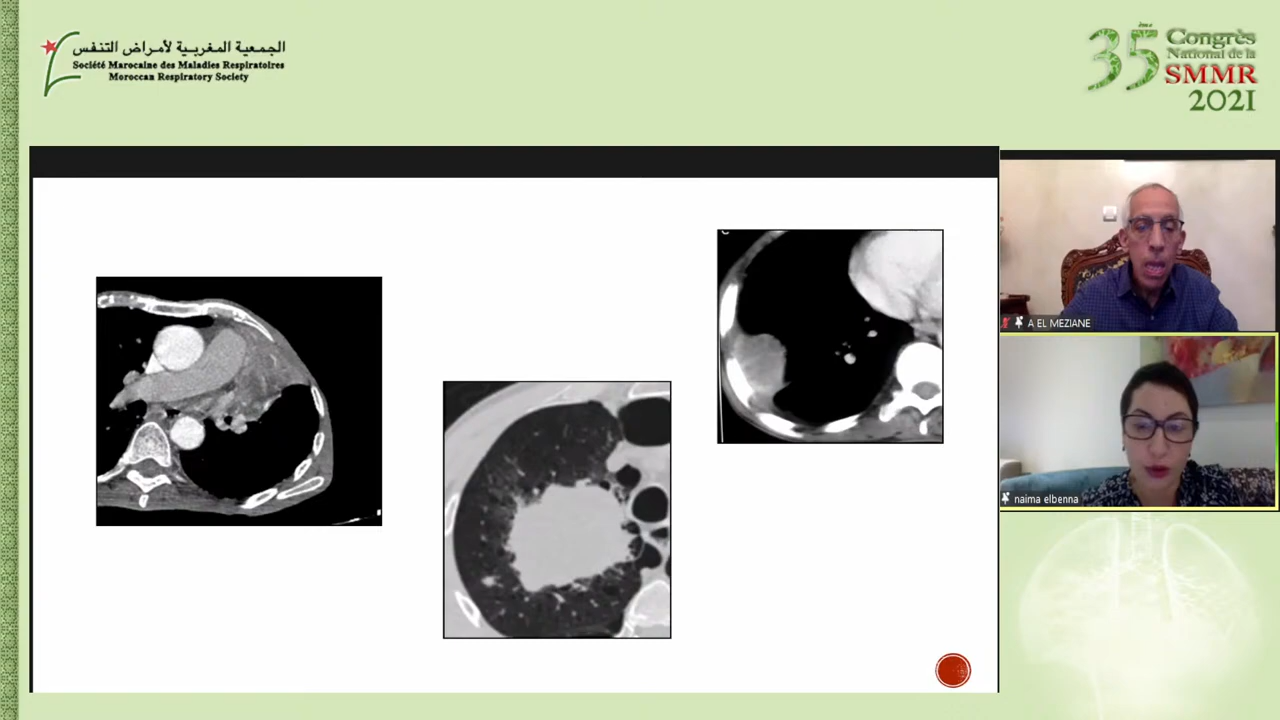 الجمعية المغربية لأمراض التنفس
Société Marocaine des Maladies Respiratoires
Moroccan Respiratory Society
35ème Congrès
National de la
SMMR
2021
C
A EL MEZIANE
naima elbenna